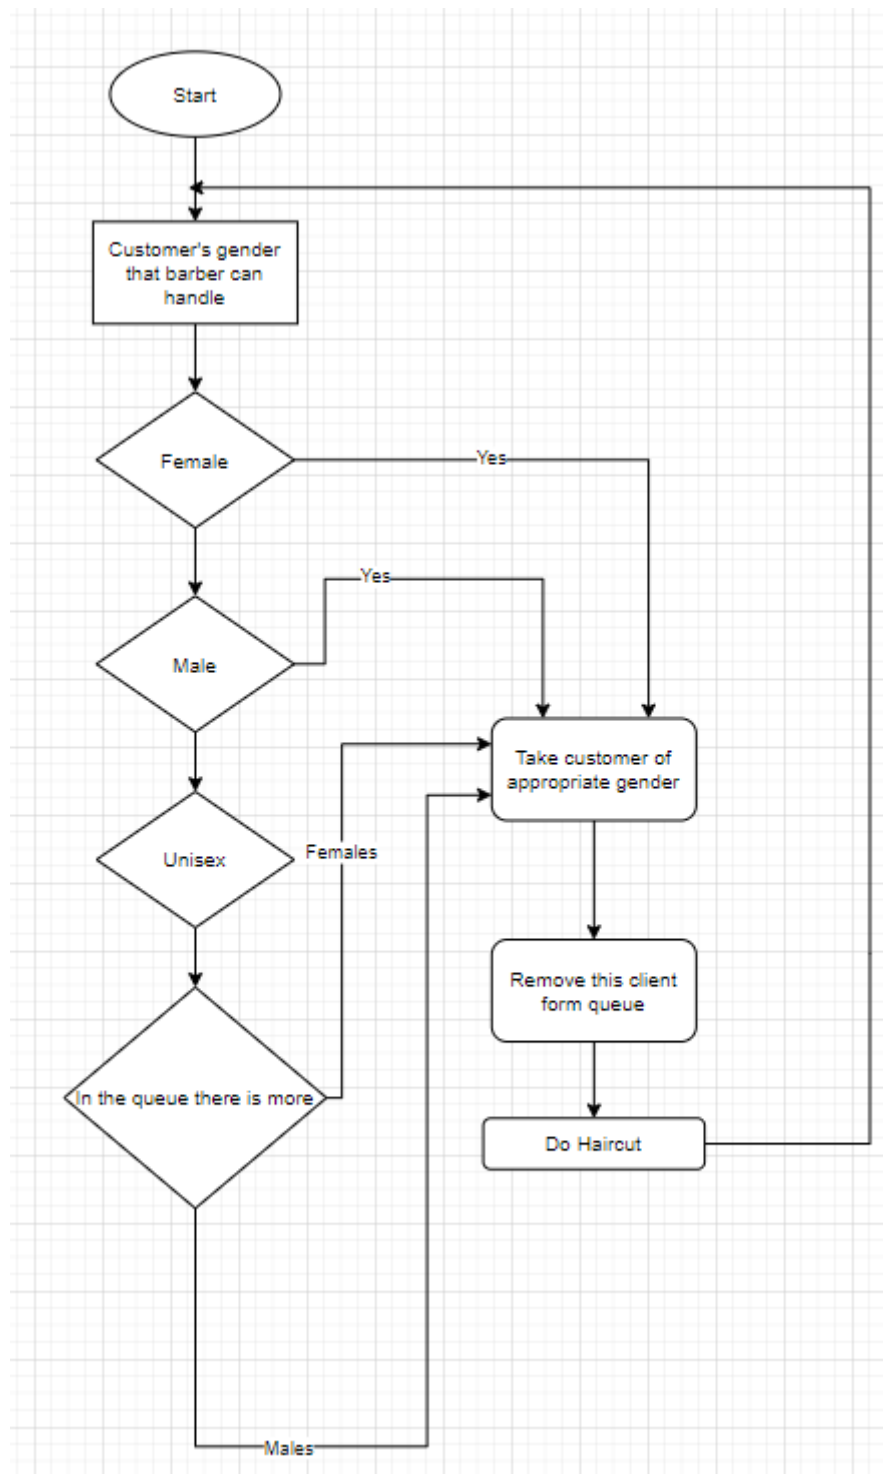 Start
Customer's gender
that barber can
handle
Female
Yes
Yes
Male
Take customer of
appropriate gender
Unisex
Females
Remove this client
form queue
In the queue there is more
Do Haircut
Males